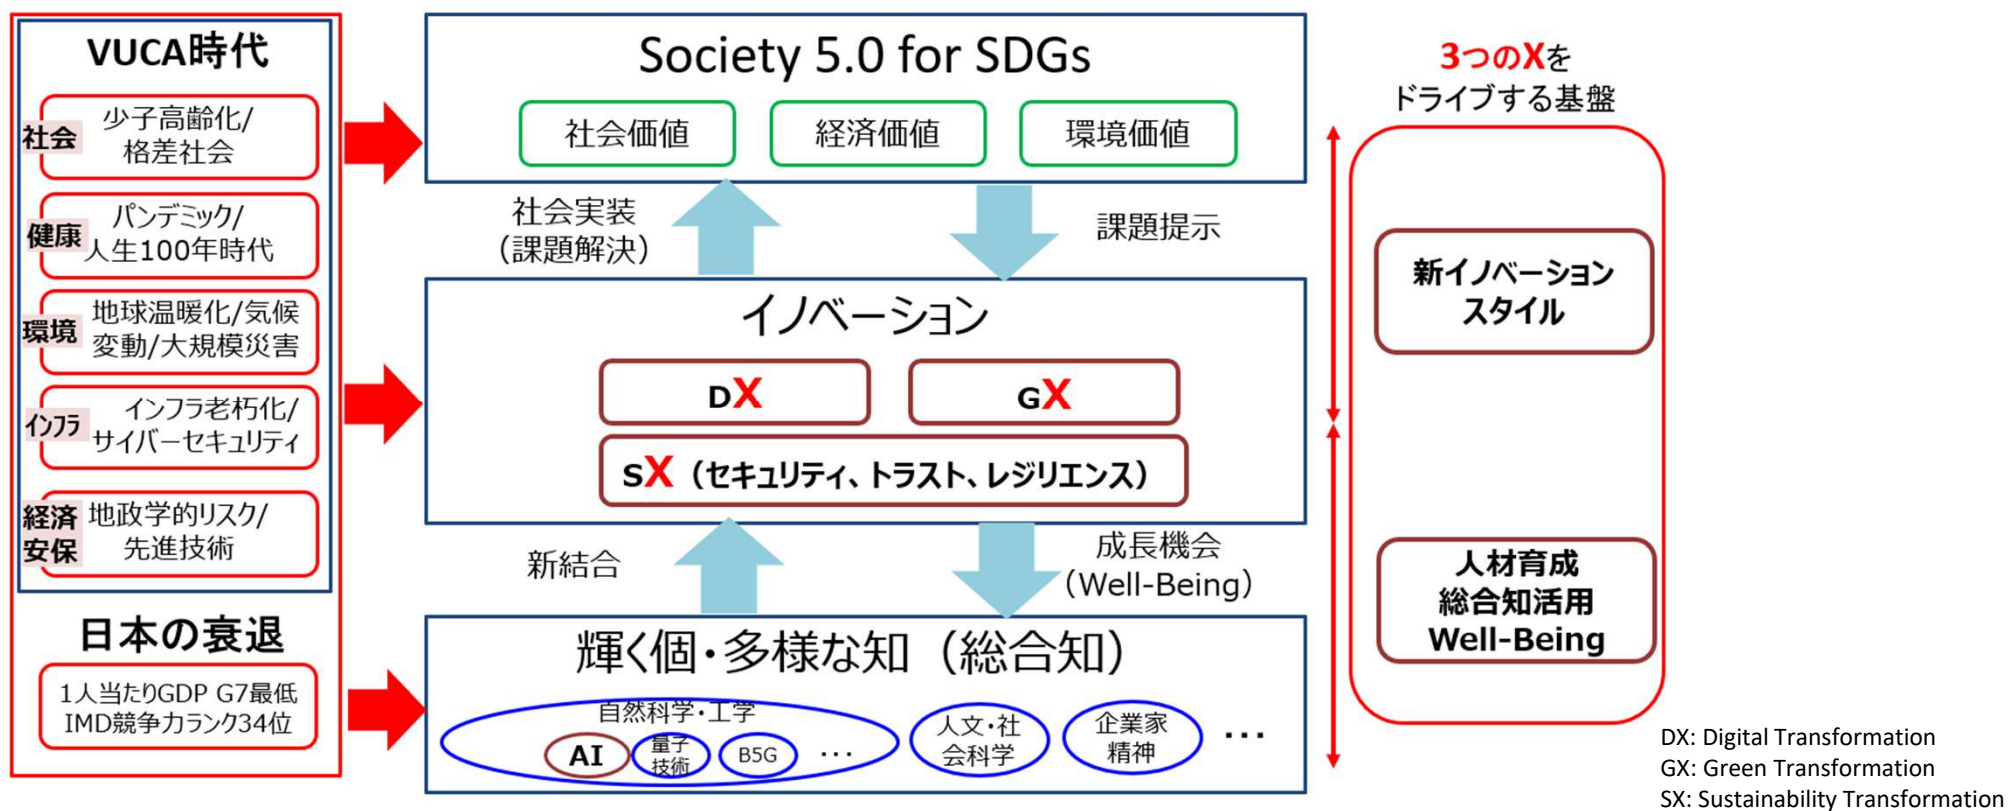 VUCA時代
社会
少子高齢化/
格差社会
健康
パンデミック/
人生100年時代
環境
地球温暖化/気候
変動/大規模災害
インフラ
インフラ老朽化/
サイバーセキュリティ
経済
安保
地政学的リスク/
先進技術
日本の衰退
1人当たりGDP G7最低
IMD競争力ランク34位
Society 5.0 for SDGs
社会価値
経済価値
環境価値
社会実装
(課題解決)
課題提示
イノベーション
DX
GX
SX（セキュリティ、トラスト、レジリエンス）
新結合
成長機会
（Well-Being）
輝く個・多様な知（総合知）
自然科学・工学
AI
量子
技術
B5G
･･･
人文・社
会科学
企業家
精神
･･･
3つのXを
ドライブする基盤
新イノベーション
スタイル
人材育成
総合知活用
Well-Being
DX: Digital Transformation
GX: Green Transformation
SX: Sustainability Transformation